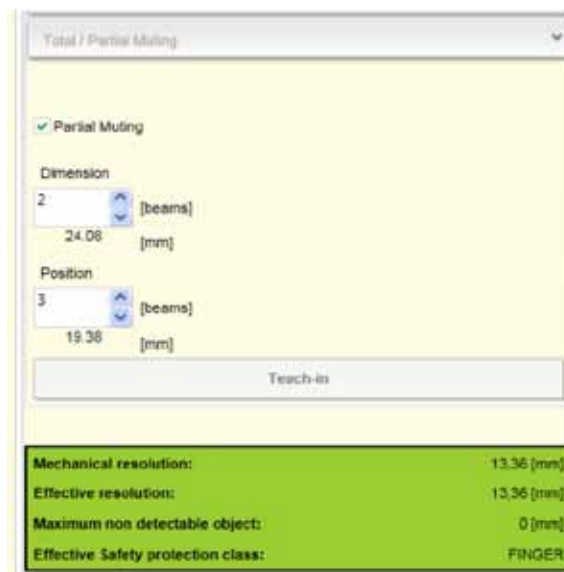 Total / Partial Muting
Partial Muting
Dimension
2 [beams]
24.08 [mm]
Position
3 [beams]
19.38 [mm]
Teach-in
Mechanical resolution: 13,36 [mm]
Effective resolution: 13,36 [mm]
Maximum non detectable object: 0 [mm]
Effective Safety protection class: FINGER